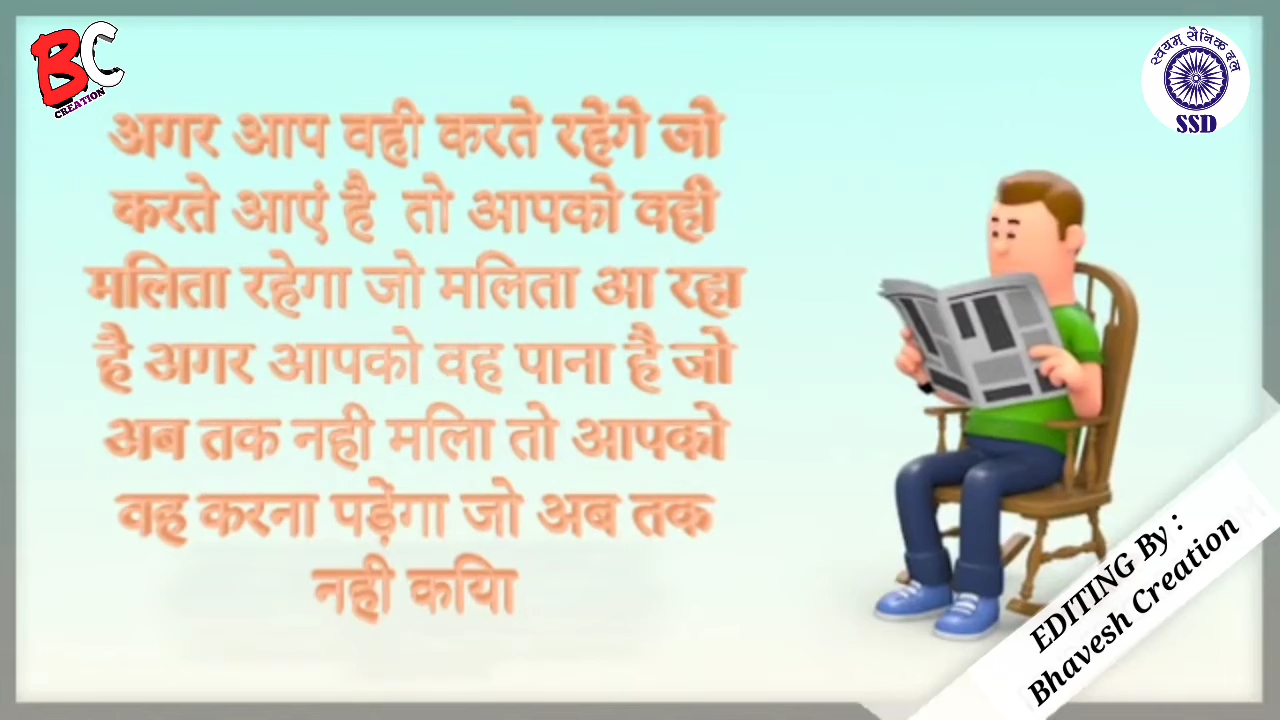 BC
CREATION
स्वयम् सैनिक दल
SSD
अगर आप वही करते रहेंगे जो
करते आएं है तो आपको वही
मलिता रहेगा जो मलिता आ रहा
है अगर आपको वह पाना है जो
अब तक नही मलिा तो आपको
वह करना पड़ेंगा जो अब तक
नही कयिा
EDITING By :
Bhavesh Creation